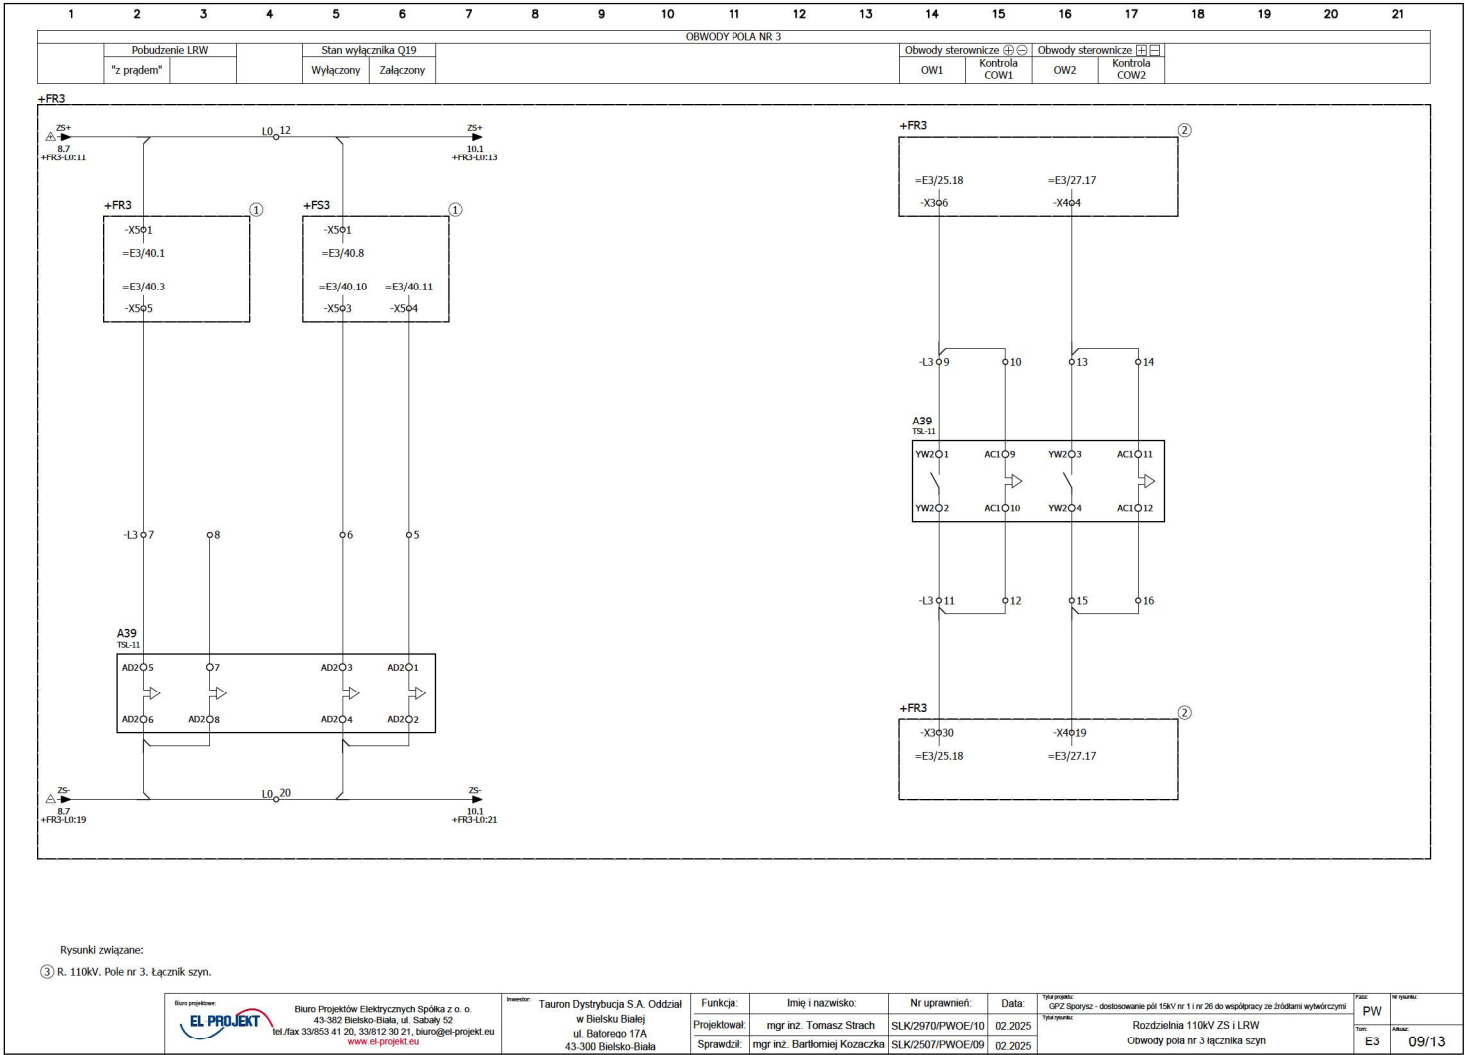 1 2 3 4 5 6 7 8 9 10 11 12 13 14 15 16 17 18 19 20 21
OBWODY POLA NR 3
Pobudzenie LRW
Stan wyłącznika Q19
Obwody sterownicze ⊕⊖
Obwody sterownicze ⊞⊟
"z prądem"
Wyłączony
Załączony
OW1
Kontrola
COW1
OW2
Kontrola
COW2
+FR3
ZS+
8.7
+FR3-L0:11
L0 12
ZS+
10.1
+FR3-L0:13
+FR3
2
=E3/25.18
=E3/27.17
-X3 6
-X4 4
+FR3
1
+FS3
1
-X5 1
-X5 1
=E3/40.1
=E3/40.8
=E3/40.3
=E3/40.10
=E3/40.11
-X5 5
-X5 3
-X5 4
-L3 9
10
13
14
A39
TSL-11
YW2 1
AC1 9
YW2 3
AC1 11
YW2 2
AC1 10
YW2 4
AC1 12
-L3 7
8
6
5
-L3 11
12
15
16
A39
TSL-11
AD2 5
7
AD2 3
AD2 1
AD2 6
AD2 8
AD2 4
AD2 2
+FR3
2
-X3 30
-X4 19
=E3/25.18
=E3/27.17
ZS-
8.7
+FR3-L0:19
L0 20
ZS-
10.1
+FR3-L0:21
Rysunki związane:
3 R. 110kV. Pole nr 3. Łącznik szyn.
Biuro projektowe:
EL PROJEKT
Biuro Projektów Elektrycznych Spółka z o. o.
43-382 Bielsko-Biała, ul. Sabały 52
tel./fax 33/853 41 20, 33/812 30 21, biuro@el-projekt.eu
www.el-projekt.eu
Inwestor:
Tauron Dystrybucja S.A. Oddział
w Bielsku Białej
ul. Batorego 17A
43-300 Bielsko-Biała
Funkcja: Imię i nazwisko: Nr uprawnień: Data:
Projektował: mgr inż. Tomasz Strach SLK/2970/PWOE/10 02.2025
Sprawdził: mgr inż. Bartłomiej Kozaczka SLK/2507/PWOE/09 02.2025
Tytuł projektu:
GPZ Sporysz - dostosowanie pól 15kV nr 1 i nr 26 do współpracy ze źródłami wytwórczymi
Tytuł rysunku:
Rozdzielnia 110kV ZS i LRW
Obwody pola nr 3 łącznika szyn
Faza:
PW
Nr rysunku:
Tom:
E3
Arkusz:
09/13